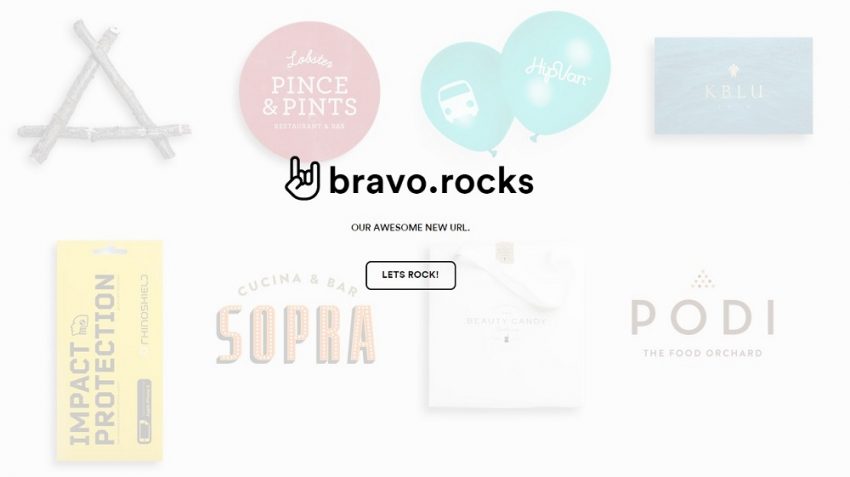 Lobster
PINCE
& PINTS
RESTAURANT & BAR
HipVan
KBLU
bravo.rocks
OUR AWESOME NEW URL.
LETS ROCK!
IMPACT
PROTECTION
RHINOSHIELD
CUCINA & BAR
SOPRA
BEAUTY CANDY
PODI
THE FOOD ORCHARD